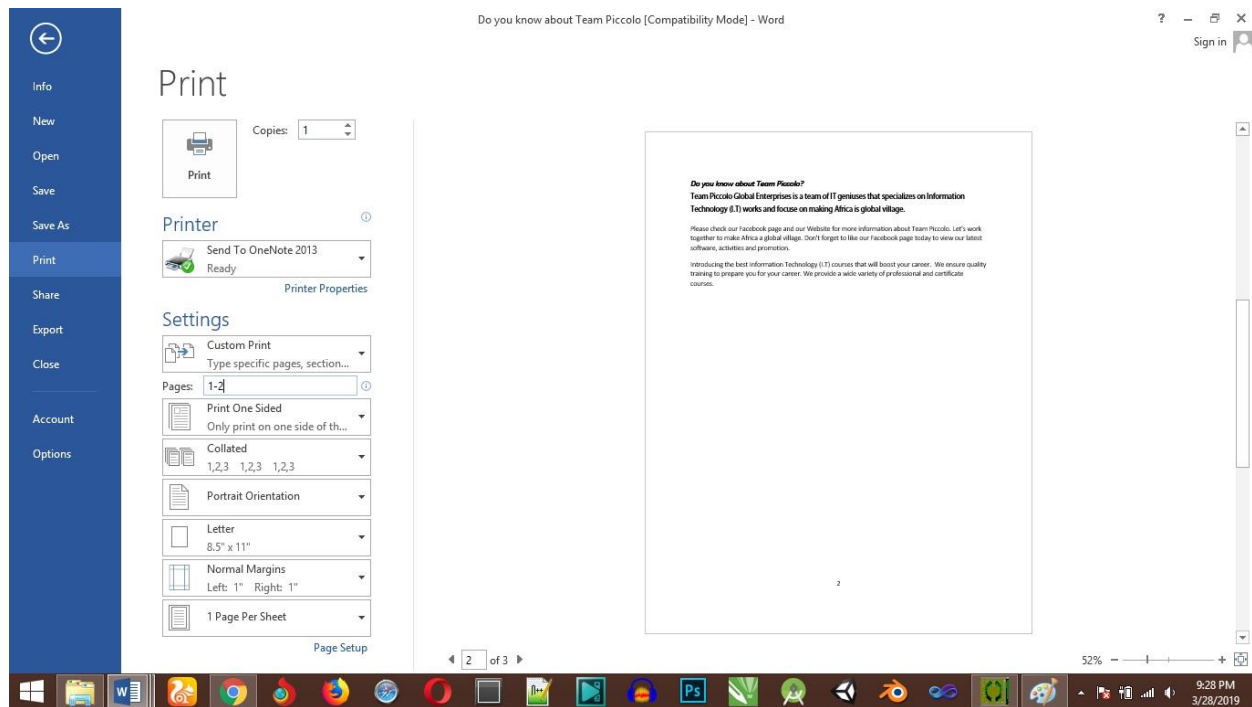 Do you know about Team Piccolo [Compatibility Mode] - Word
?
Sign in
Info
New
Open
Save
Save As
Print
Share
Export
Close
Account
Options
Print
Copies: 1
Print
Printer
Send To OneNote 2013
Ready
Printer Properties
Settings
Custom Print
Type specific pages, section...
Pages: 1-2
Print One Sided
Only print on one side of th...
Collated
1,2,3 1,2,3 1,2,3
Portrait Orientation
Letter
8.5" x 11"
Normal Margins
Left: 1" Right: 1"
1 Page Per Sheet
Page Setup
Do you know about Team Piccolo?
Team Piccolo Global Enterprises is a team of IT geniuses that specializes on Information
Technology (I.T) works and focuse on making Africa is global village.
Please check our Facebook page and our Website for more information about Team Piccolo. Let's work
together to make Africa a global village. Don't forget to like our Facebook page today to view our latest
software, activities and promotion.
Introducing the best Information Technology (I.T) courses that will boost your career. We ensure quality
training to prepare you for your career. We provide a wide variety of professional and certificate
courses.
2
2 of 3
52%
W
Ps
9:28 PM
3/28/2019